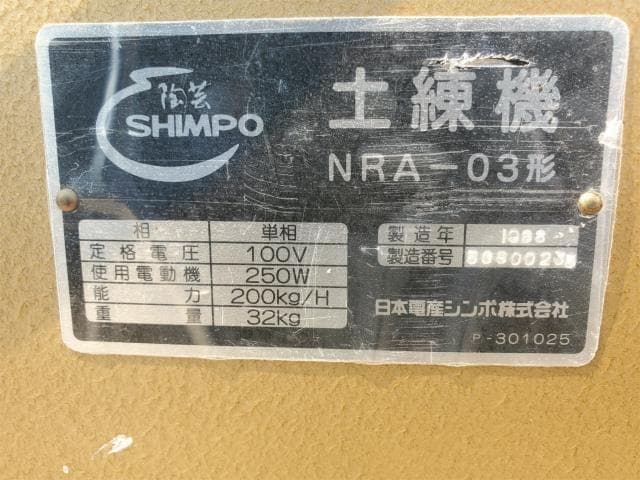 陶芸
SHIMPO
土練機
NRA-03形
相 単相
定格電圧 100V
使用電動機 250W
能力 200kg/H
重量 32kg
製造年 1988
製造番号
日本電産シンポ株式会社
P-301025